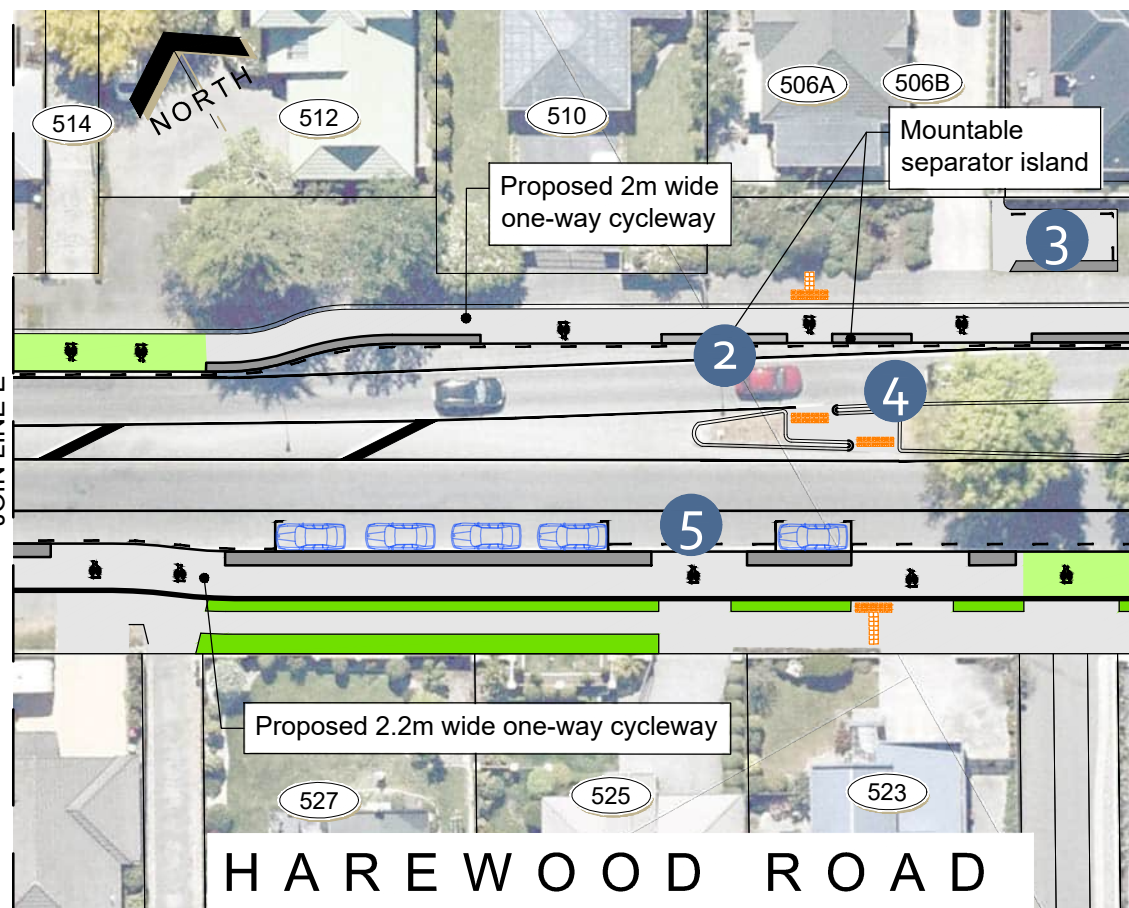 NORTH
514
512
510
506A
506B
Mountable
separator island
Proposed 2m wide
one-way cycleway
3
2
4
5
Proposed 2.2m wide one-way cycleway
527
525
523
HAREWOOD ROAD